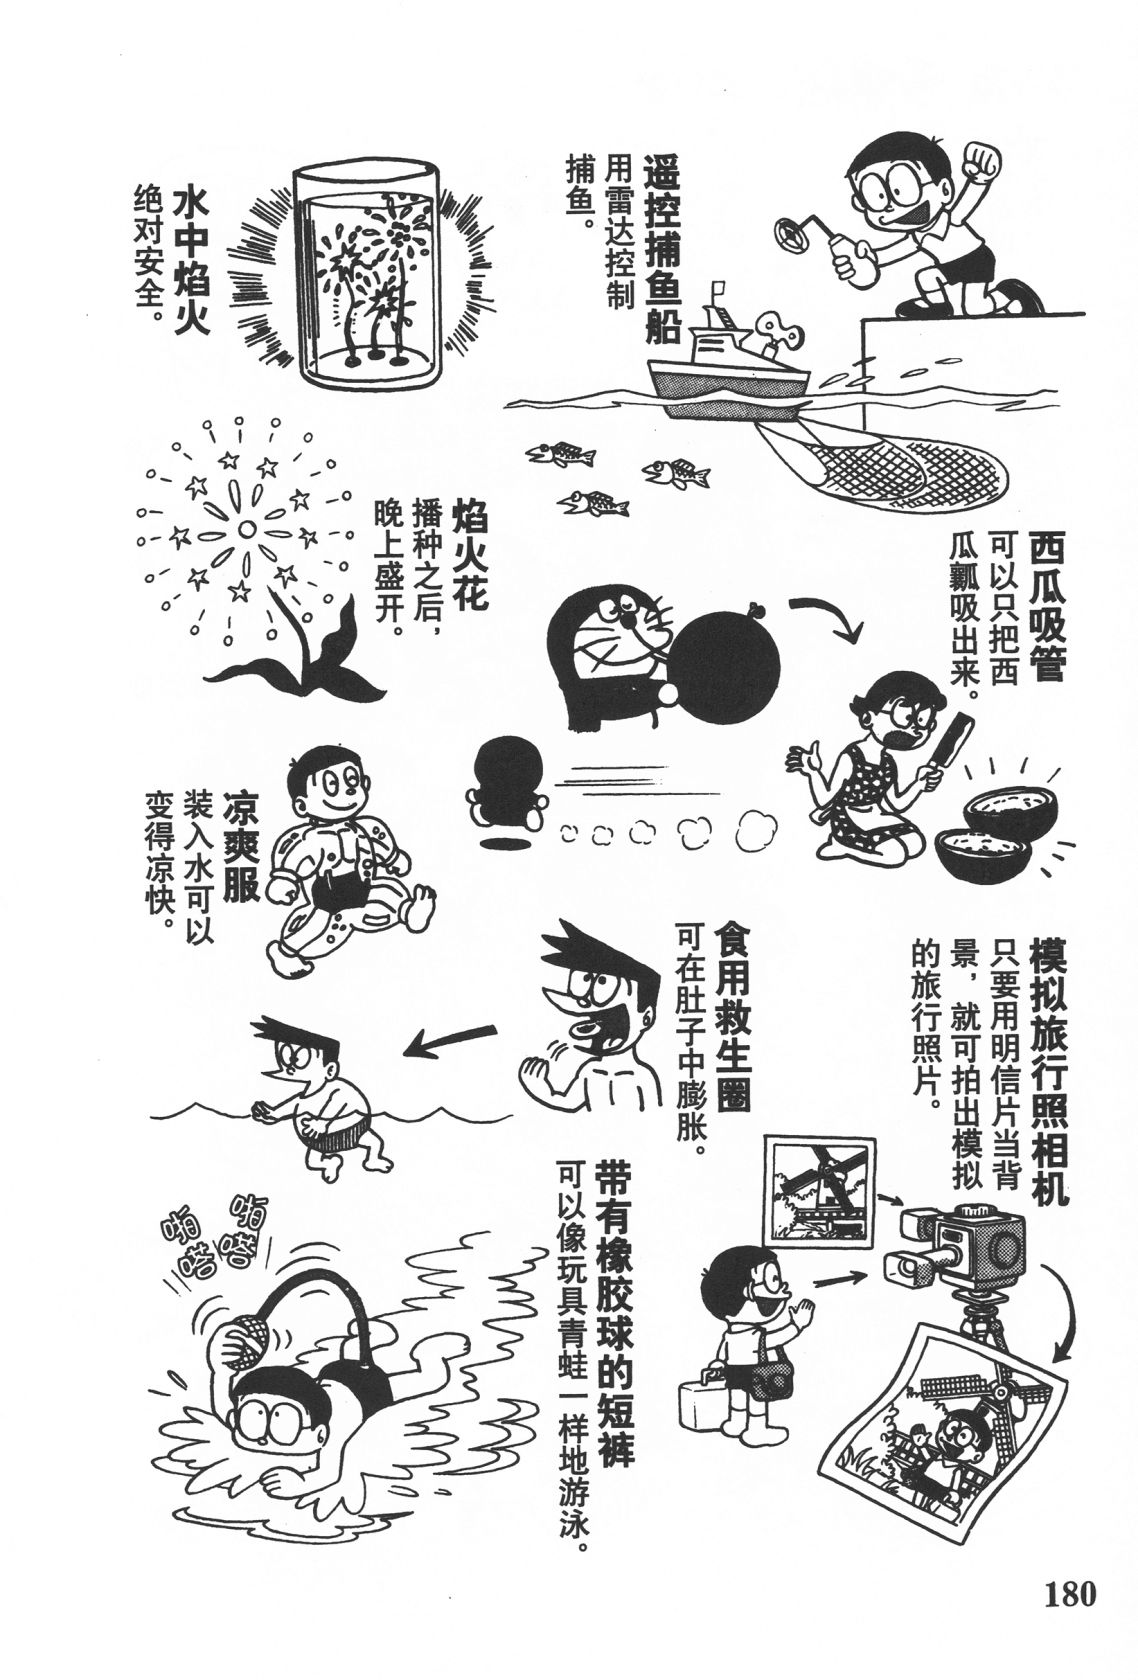 遥控捕鱼船
用雷达控制
捕鱼。
水中焰火
绝对安全。
西瓜吸管
可以只把西
瓜瓤吸出来。
焰火花
播种之后，
晚上盛开。
凉爽服
装入水可以
变得凉快。
模拟旅行照相机
只要用明信片当背
景，就可拍出模拟
的旅行照片。
食用救生圈
可在肚子中膨胀。
带有橡胶球的短裤
可以像玩具青蛙一样地游泳。
啪嗒
啪嗒
180